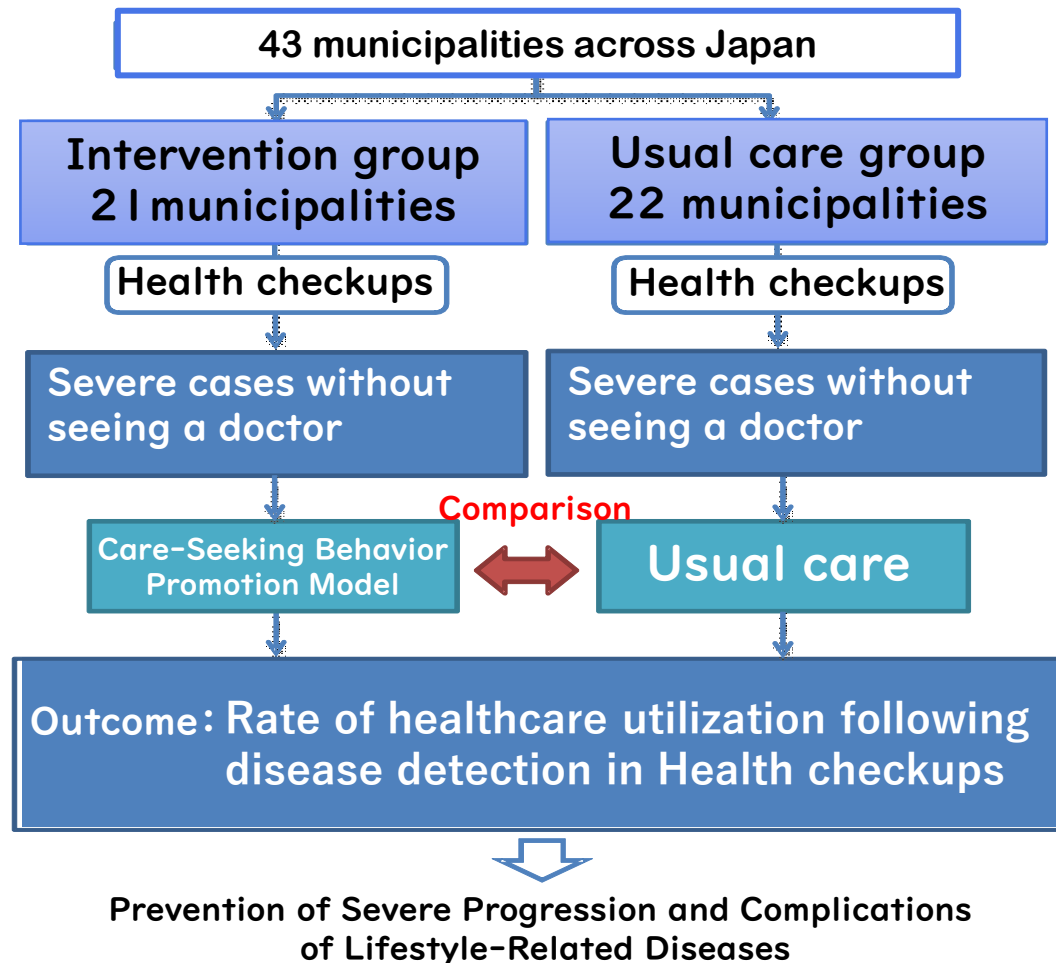 43 municipalities across Japan
Intervention group
21 municipalities
Usual care group
22 municipalities
Health checkups
Health checkups
Severe cases without
seeing a doctor
Severe cases without
seeing a doctor
Comparison
Care-Seeking Behavior
Promotion Model
Usual care
Outcome: Rate of healthcare utilization following
disease detection in Health checkups
Prevention of Severe Progression and Complications
of Lifestyle-Related Diseases